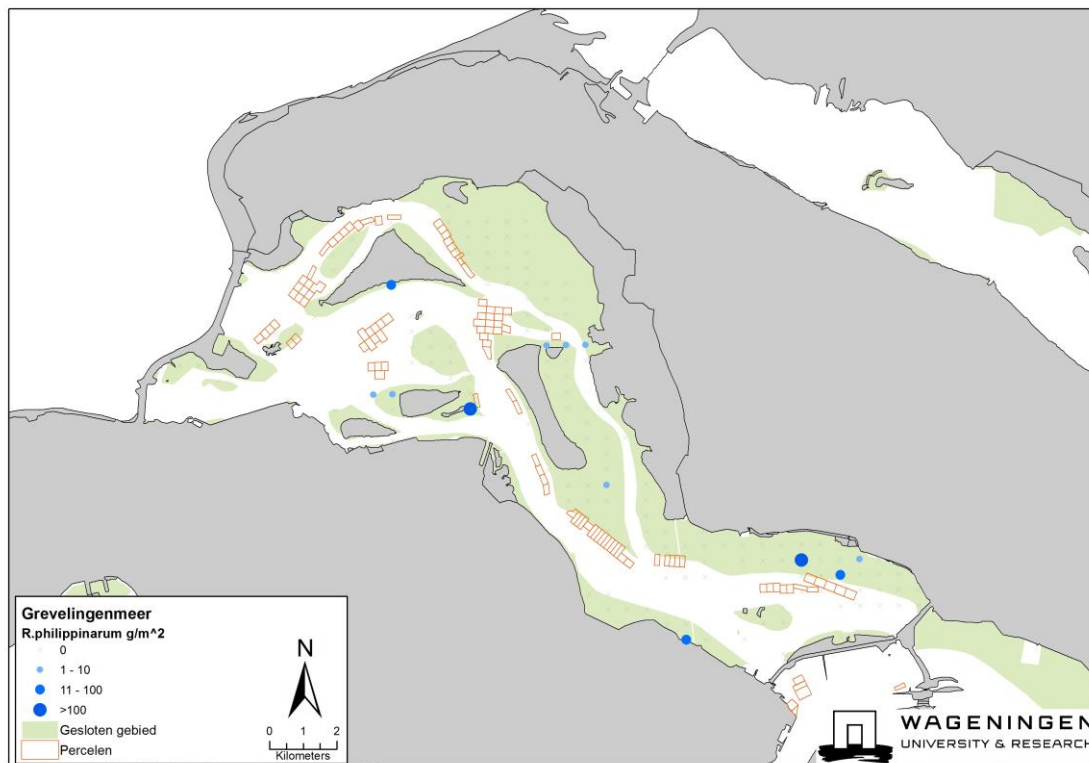 Grevelingenmeer
R.philippinarum g/m^2
0
1 - 10
11 - 100
>100
Gesloten gebied
Percelen
N
0 1 2
Kilometers
WAGENINGEN
UNIVERSITY & RESEARCH